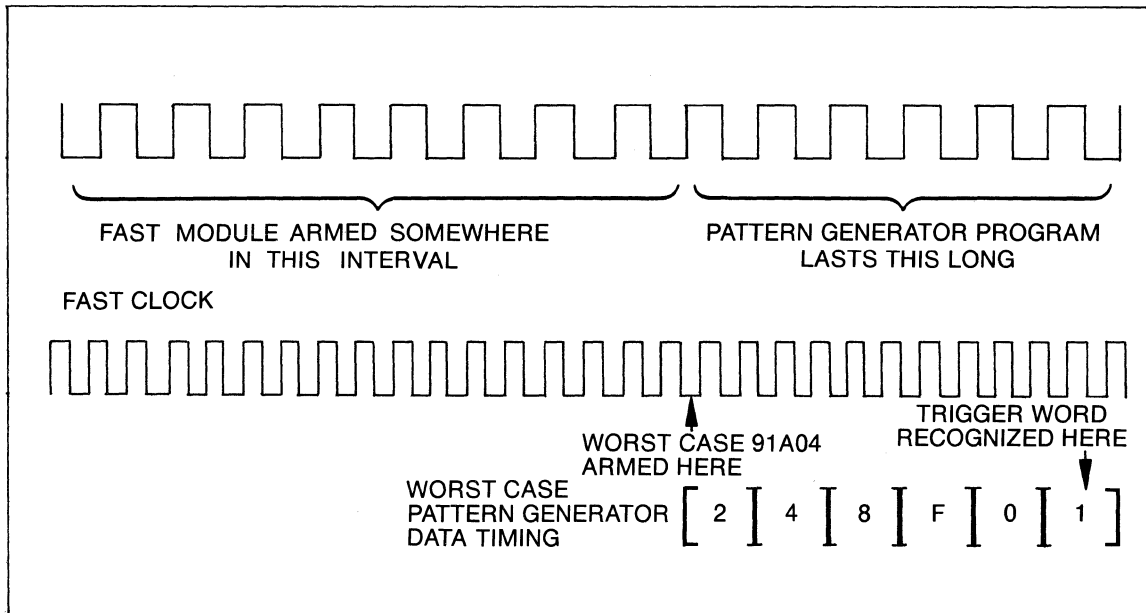 FAST MODULE ARMED SOMEWHERE
IN THIS INTERVAL
PATTERN GENERATOR PROGRAM
LASTS THIS LONG
FAST CLOCK
WORST CASE 91A04
ARMED HERE
TRIGGER WORD
RECOGNIZED HERE
WORST CASE
PATTERN GENERATOR
DATA TIMING
2 4 8 F 0 1